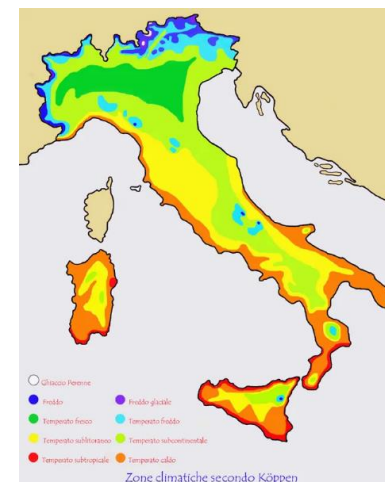 Ghiaccio Perenne
Freddo Freddo glaciale
Temperato fresco Temperato freddo
Temperato sublitoraneo Temperato subcontinentale
Temperato subtropicale Temperato caldo
Zone climatiche secondo Köppen